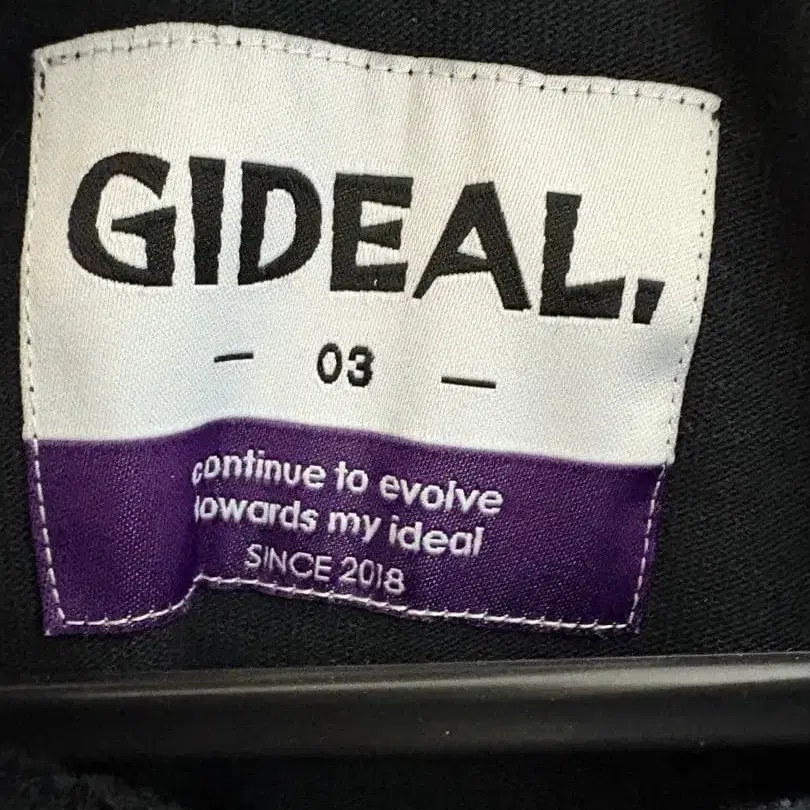 GIDEAL,
- 03 -
continue to evolve
towards my ideal
SINCE 2018